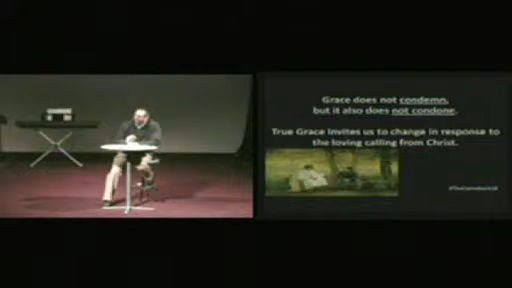 Grace does not condemn,
but it also does not condone.
True Grace invites us to change in response to
the loving calling from Christ.